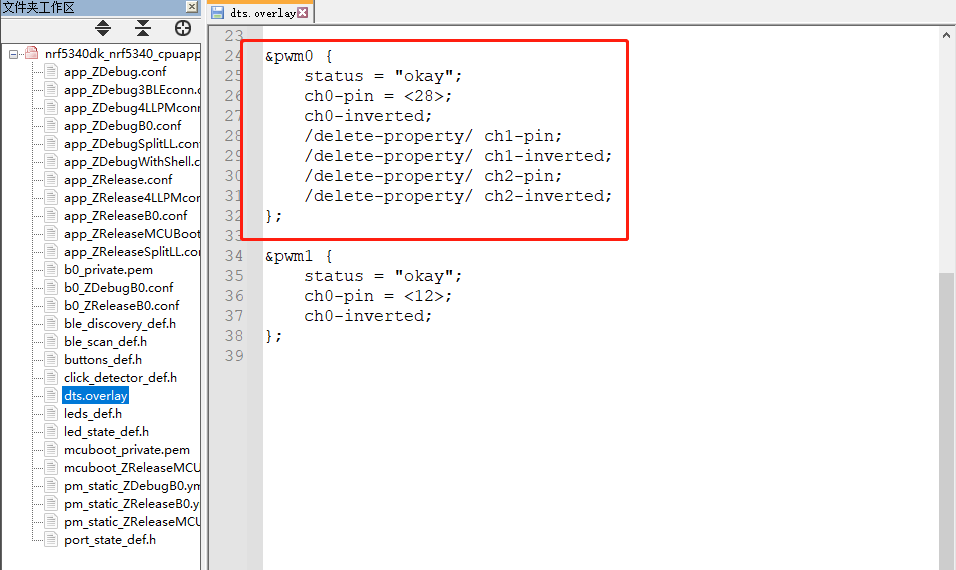 文件夹工作区
nrf5340dk_nrf5340_cpuapp
app_ZDebug.conf
app_ZDebug3BLEconn.c
app_ZDebug4LLPMconr
app_ZDebugB0.conf
app_ZDebugSplitLL.con
app_ZDebugWithShell.c
app_ZRelease.conf
app_ZRelease4LLPMcor
app_ZReleaseB0.conf
app_ZReleaseMCUBoot
app_ZReleaseSplitLL.con
b0_private.pem
b0_ZDebugB0.conf
b0_ZReleaseB0.conf
ble_discovery_def.h
ble_scan_def.h
buttons_def.h
click_detector_def.h
dts.overlay
leds_def.h
led_state_def.h
mcuboot_private.pem
mcuboot_ZReleaseMCU
pm_static_ZDebugB0.ym
pm_static_ZReleaseB0.y
pm_static_ZReleaseMCU
port_state_def.h
dts.overlay
23
24 &pwm0 {
25 status = "okay";
26 ch0-pin = <28>;
27 ch0-inverted;
28 /delete-property/ ch1-pin;
29 /delete-property/ ch1-inverted;
30 /delete-property/ ch2-pin;
31 /delete-property/ ch2-inverted;
32 };
33
34 &pwm1 {
35 status = "okay";
36 ch0-pin = <12>;
37 ch0-inverted;
38 };
39